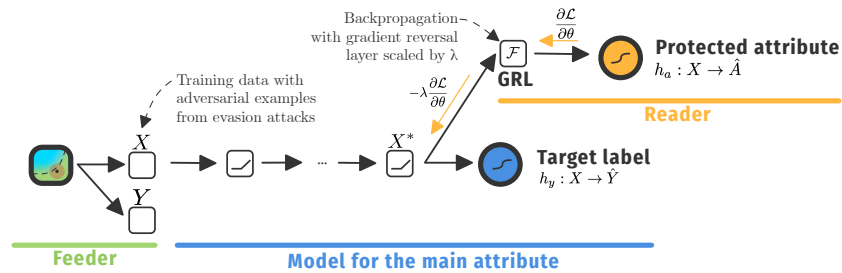 Backpropagation
with gradient reversal
layer scaled by λ
∂ℒ/∂θ
ℱ
GRL
Protected attribute
hₐ : X → Â
Reader
Training data with
adversarial examples
from evasion attacks
−λ ∂ℒ/∂θ
X
...
X*
Target label
h_y : X → Ŷ
Y
Feeder
Model for the main attribute